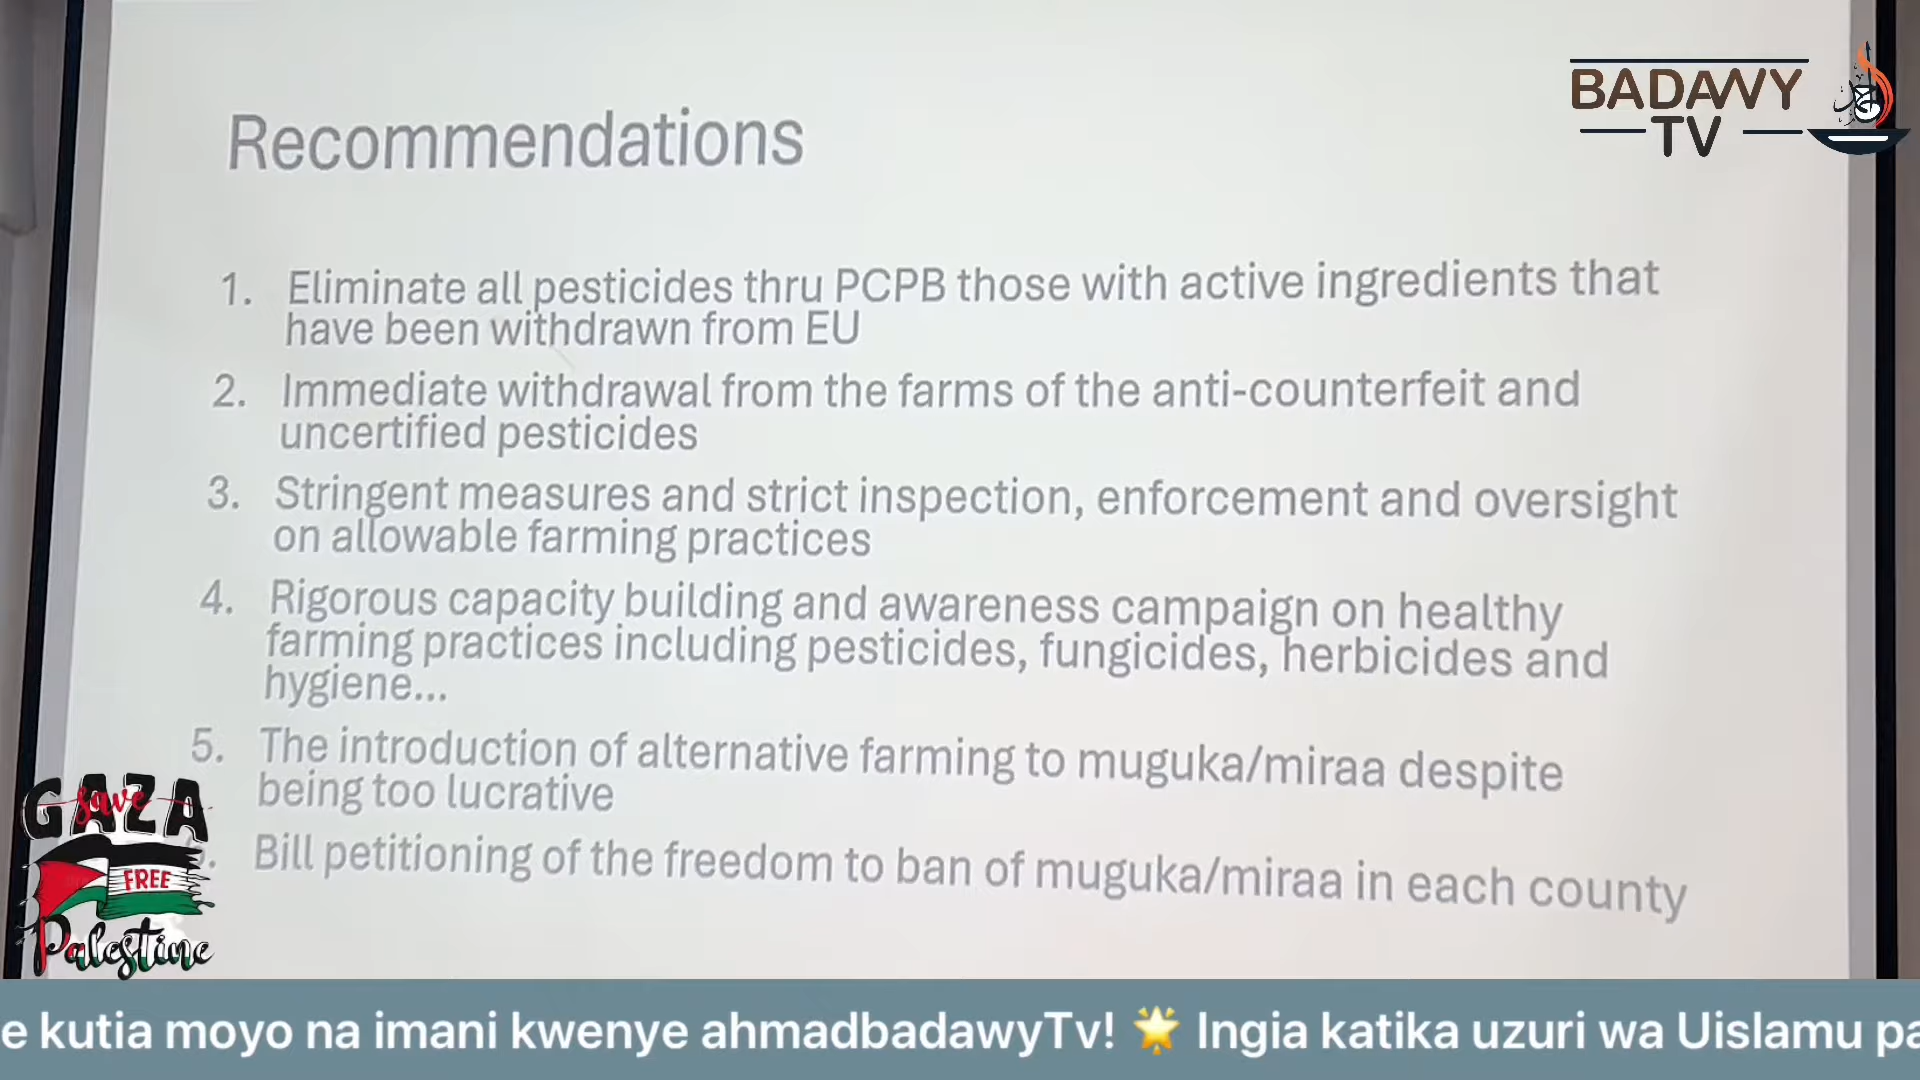 BADAWY
TV
Recommendations
1. Eliminate all pesticides thru PCPB those with active ingredients that
have been withdrawn from EU
2. Immediate withdrawal from the farms of the anti-counterfeit and
uncertified pesticides
3. Stringent measures and strict inspection, enforcement and oversight
on allowable farming practices
4. Rigorous capacity building and awareness campaign on healthy
farming practices including pesticides, fungicides, herbicides and
hygiene...
5. The introduction of alternative farming to muguka/miraa despite
being too lucrative
. Bill petitioning of the freedom to ban of muguka/miraa in each county
GAZA
save
FREE
Palestine
e kutia moyo na imani kwenye ahmadbadawyTv! 🌟 Ingia katika uzuri wa Uislamu pa